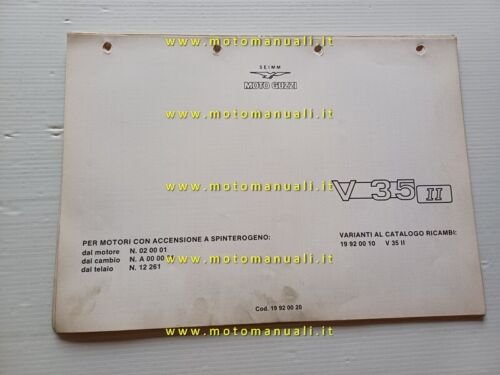 www.motomanuali.it
SEIMM
MOTO GUZZI
www.motomanuali.it
V 35 II
PER MOTORI CON ACCENSIONE A SPINTEROGENO:
dal motore N. 02 00 01
dal cambio N. A 00 00
dal telaio N. 12 261
VARIANTI AL CATALOGO RICAMBI:
19 92 00 10 V 35 II
www.motomanuali.it
Cod. 19 92 00 20
www.motomanuali.it